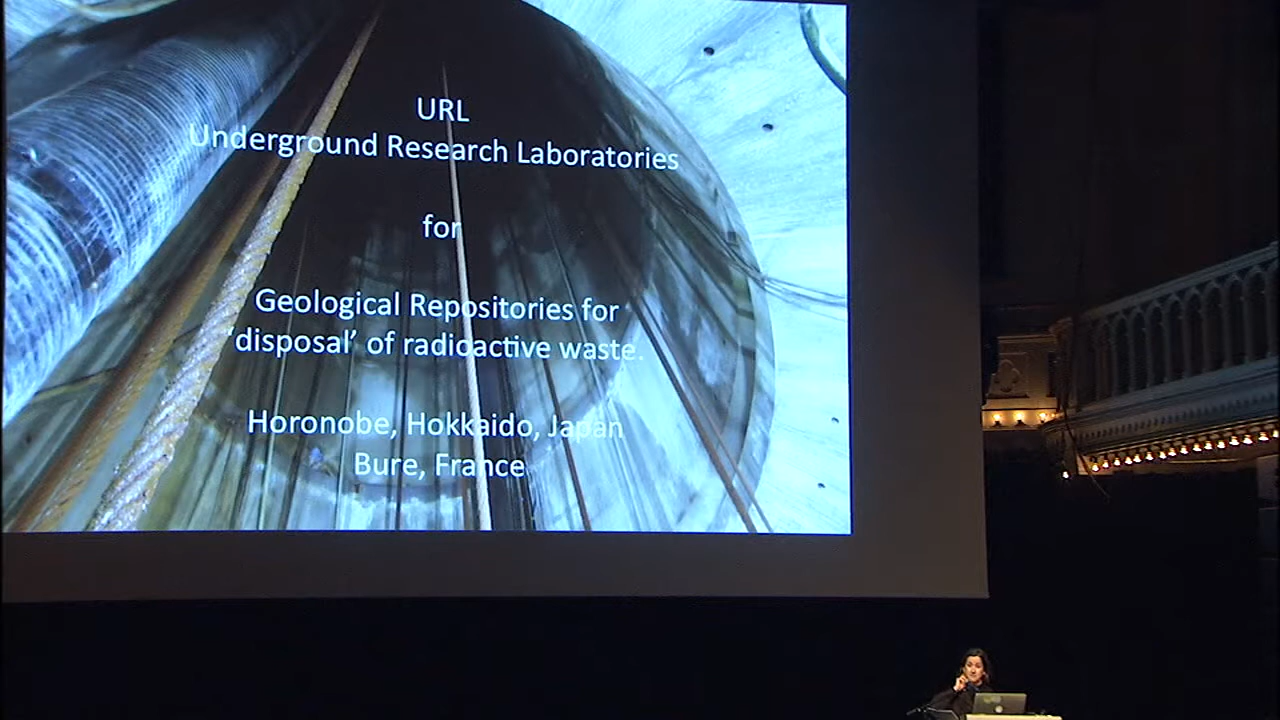 URL
Underground Research Laboratories
for
Geological Repositories for
‘disposal’ of radioactive waste.
Horonobe, Hokkaido, Japan
Bure, France